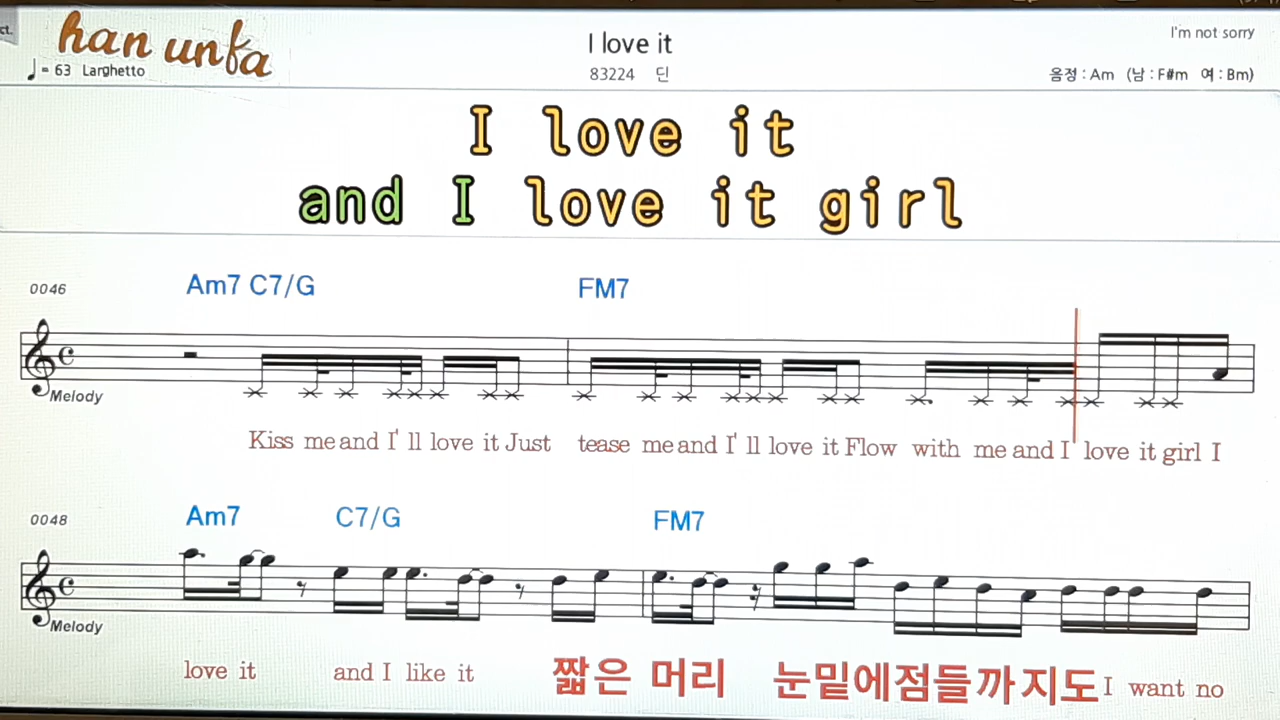 ct.
han unfa
I love it
I'm not sorry
♩= 63 Larghetto
83224 딘
음정 : Am (남 : F#m 여 : Bm)
I love it
and I love it girl
0046 Am7 C7/G FM7
Melody
Kiss me and I' ll love it Just tease me and I' ll love it Flow with me and I' love it girl I
0048 Am7 C7/G FM7
Melody
love it and I like it 짧은 머리 눈밑에점들까지도 I want no